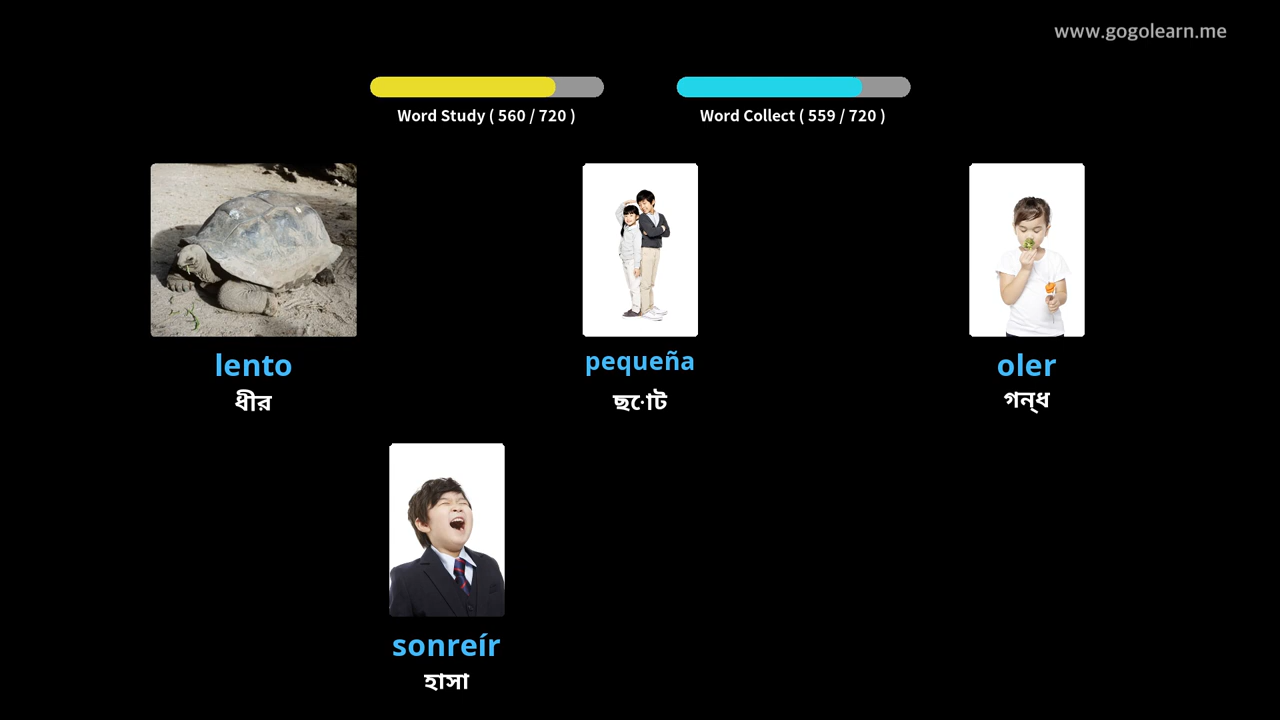 www.gogolearn.me
Word Study ( 560 / 720 )
Word Collect ( 559 / 720 )
lento
ধীর
pequeña
ছোট
oler
গন্ধ
sonreír
হাসা